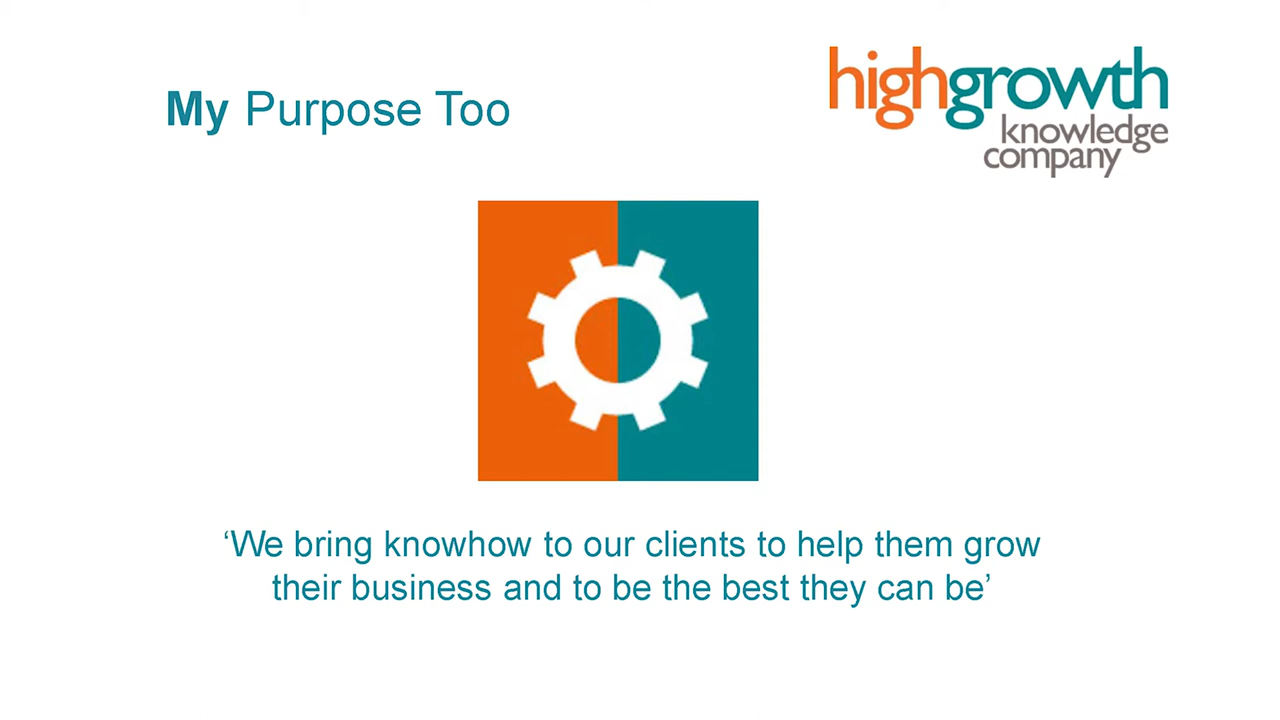 My Purpose Too
highgrowth
knowledge
company
‘We bring knowhow to our clients to help them grow
their business and to be the best they can be’